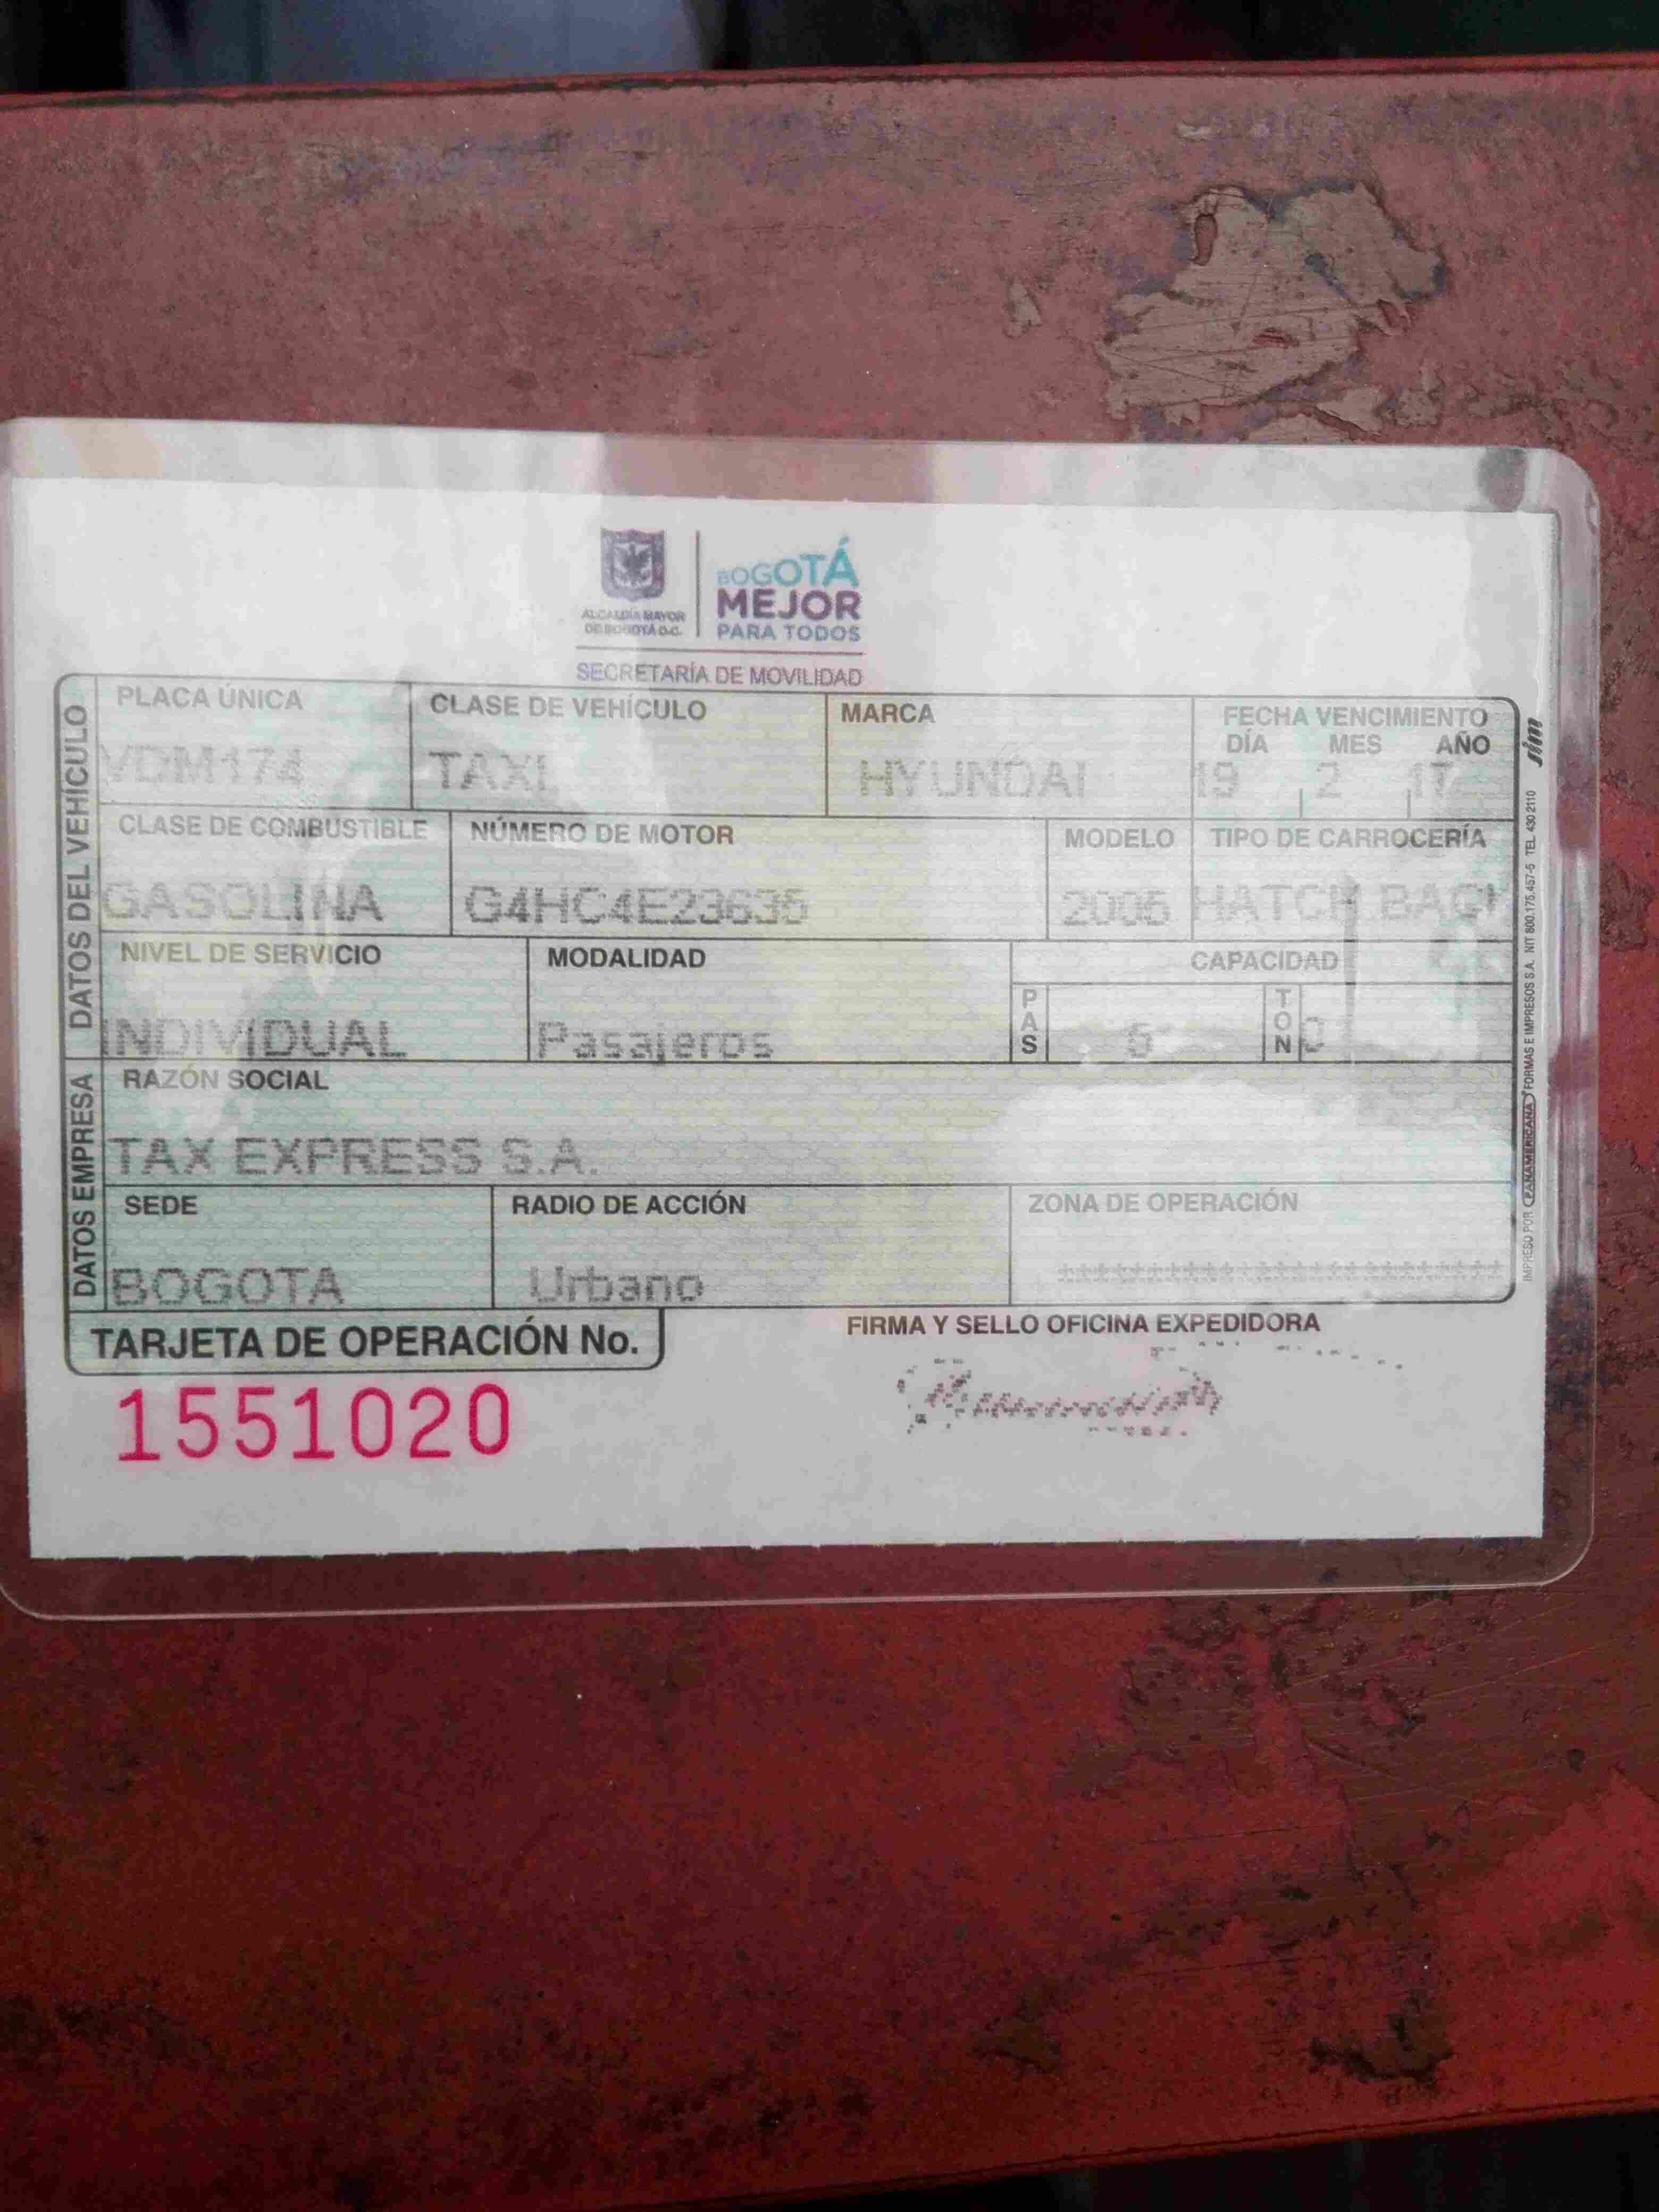 ALCALDÍA MAYOR
DE BOGOTÁ D.C.
BOGOTÁ
MEJOR
PARA TODOS
SECRETARÍA DE MOVILIDAD
DATOS DEL VEHÍCULO
PLACA ÚNICA CLASE DE VEHÍCULO MARCA FECHA VENCIMIENTO
DÍA MES AÑO
VDM174 TAXI HYUNDAI 19 2 17
CLASE DE COMBUSTIBLE NÚMERO DE MOTOR MODELO TIPO DE CARROCERÍA
GASOLINA G4HC4E23635 2005 HATCH BACK
NIVEL DE SERVICIO MODALIDAD CAPACIDAD
INDIVIDUAL Pasajeros PAS 5 TON 0
DATOS EMPRESA
RAZÓN SOCIAL
TAX EXPRESS S.A.
SEDE RADIO DE ACCIÓN ZONA DE OPERACIÓN
BOGOTA Urbano ************************
TARJETA DE OPERACIÓN No. FIRMA Y SELLO OFICINA EXPEDIDORA
1551020
sim
IMPRESO POR PANAMERICANA FORMAS E IMPRESOS S.A. NIT 800.175.457-5 TEL. 430 2110